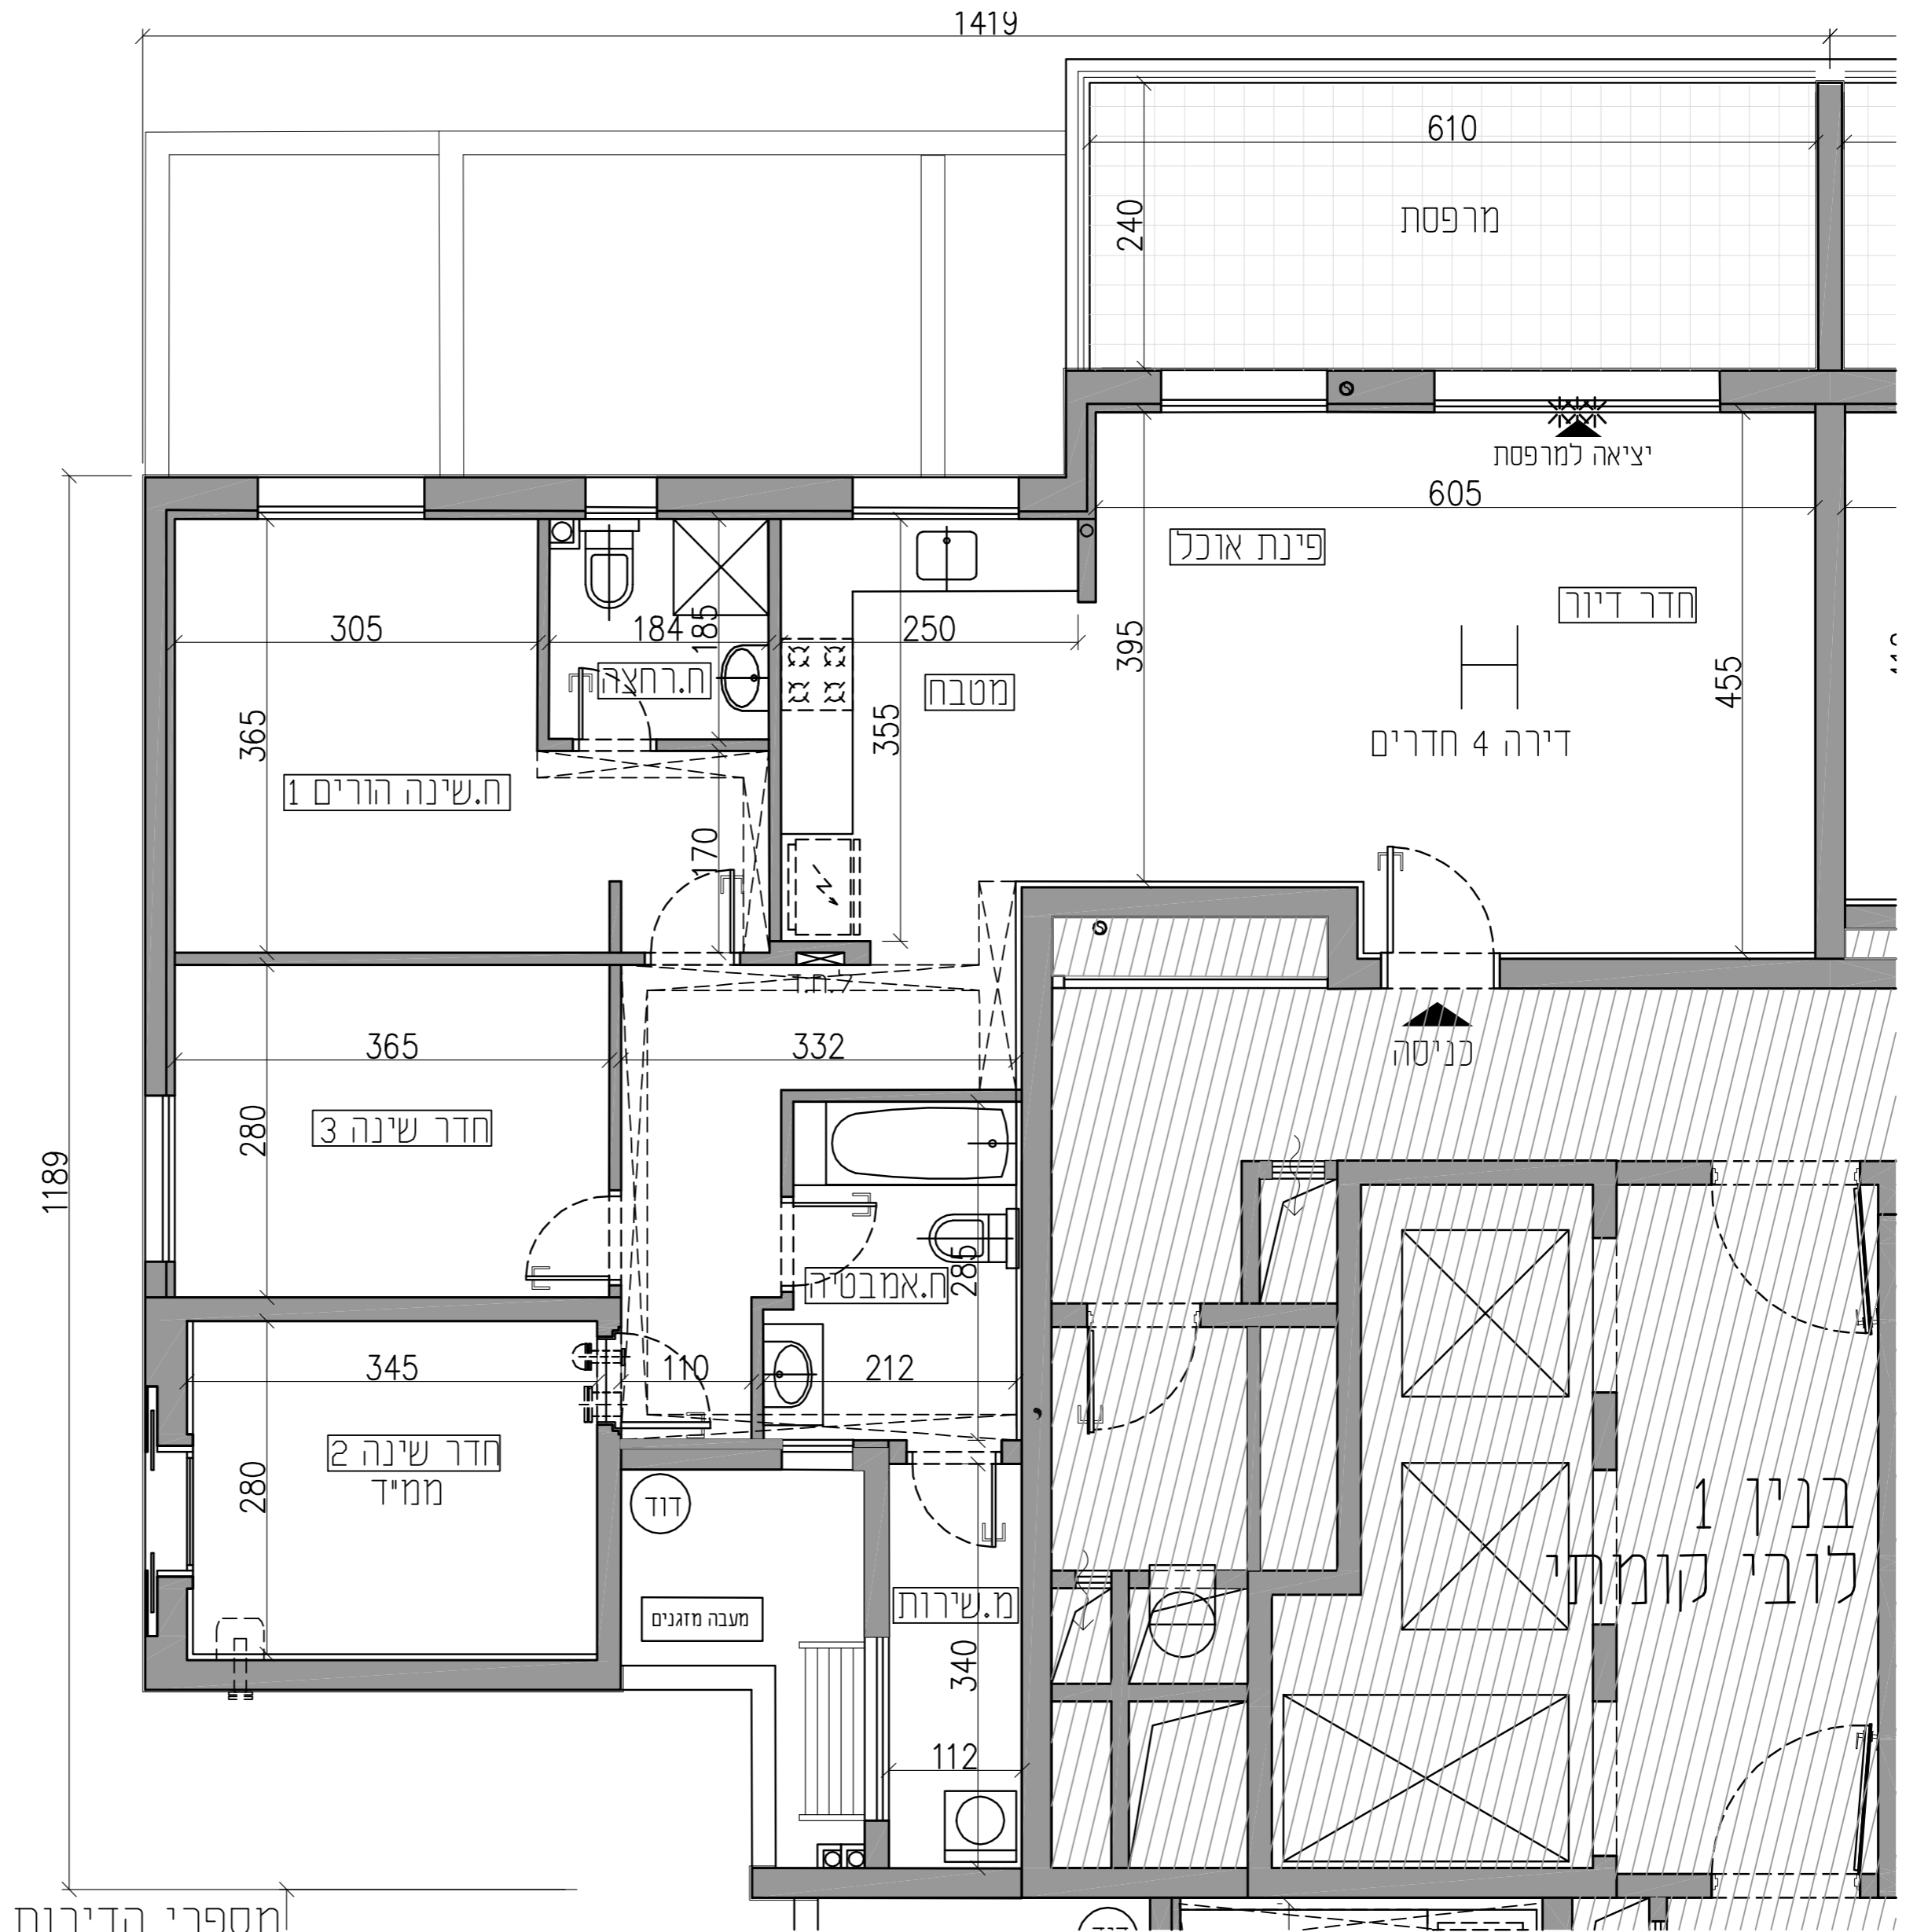 1419
610
240
מרפסת
יציאה למרפסת
605
פינת אוכל
חדר דיור
H
דירה 4 חדרים
395
455
305
184
185
250
ח.רחצה
מטבח
355
365
ח.שינה הורים 1
170
כניסה
365
332
280
חדר שינה 3
1189
285
ח.אמבטיה
345
110
212
חדר שינה 2
ממ"ד
280
דוד
בנין 1
לובי קומתי
מ.שירות
מעבה מזגנים
340
112
מספרי הדירות
דוד